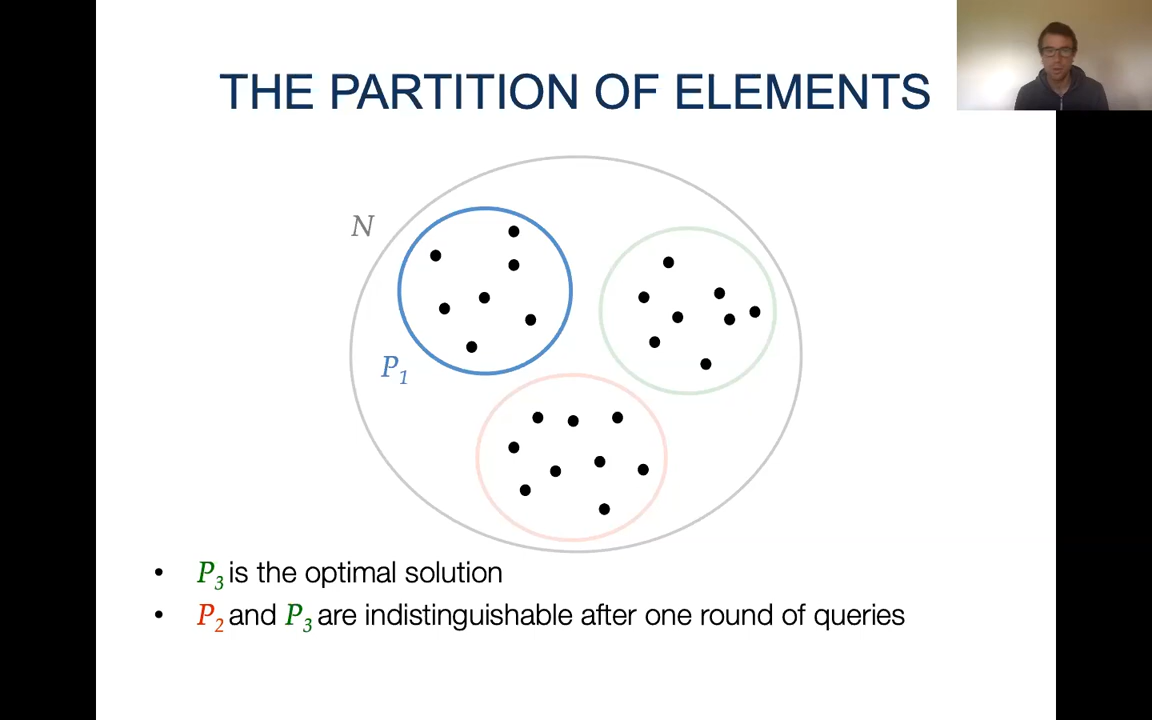 THE PARTITION OF ELEMENTS
N
P1
• P3 is the optimal solution
• P2 and P3 are indistinguishable after one round of queries